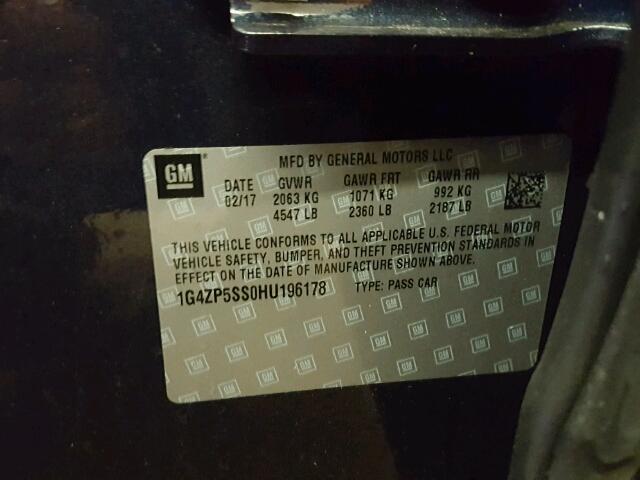 GM
MFD BY GENERAL MOTORS LLC
DATE GVWR GAWR FRT GAWR RR
02/17 2063 KG 1071 KG 992 KG
4547 LB 2360 LB 2187 LB
THIS VEHICLE CONFORMS TO ALL APPLICABLE U.S. FEDERAL MOTOR
VEHICLE SAFETY, BUMPER, AND THEFT PREVENTION STANDARDS IN
EFFECT ON THE DATE OF MANUFACTURE SHOWN ABOVE.
1G4ZP5SS0HU196178 TYPE: PASS CAR